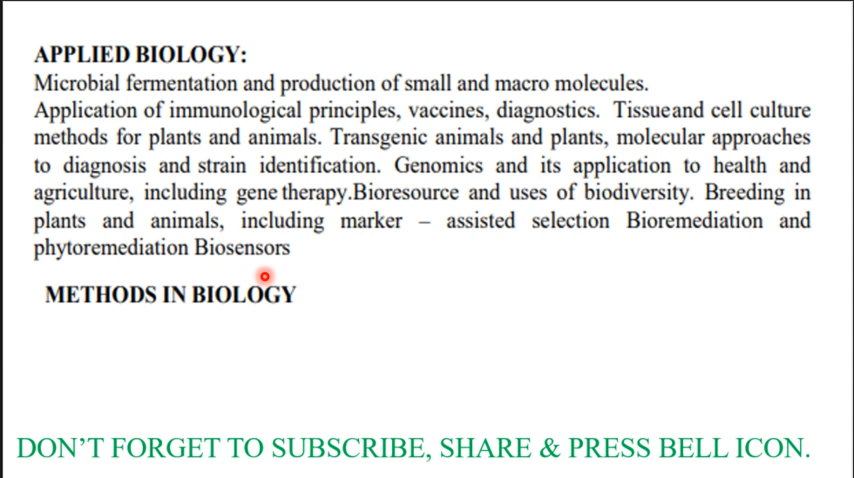 APPLIED BIOLOGY:
Microbial fermentation and production of small and macro molecules.
Application of immunological principles, vaccines, diagnostics. Tissueand cell culture
methods for plants and animals. Transgenic animals and plants, molecular approaches
to diagnosis and strain identification. Genomics and its application to health and
agriculture, including gene therapy.Bioresource and uses of biodiversity. Breeding in
plants and animals, including marker – assisted selection Bioremediation and
phytoremediation Biosensors
METHODS IN BIOLOGY
DON'T FORGET TO SUBSCRIBE, SHARE & PRESS BELL ICON.